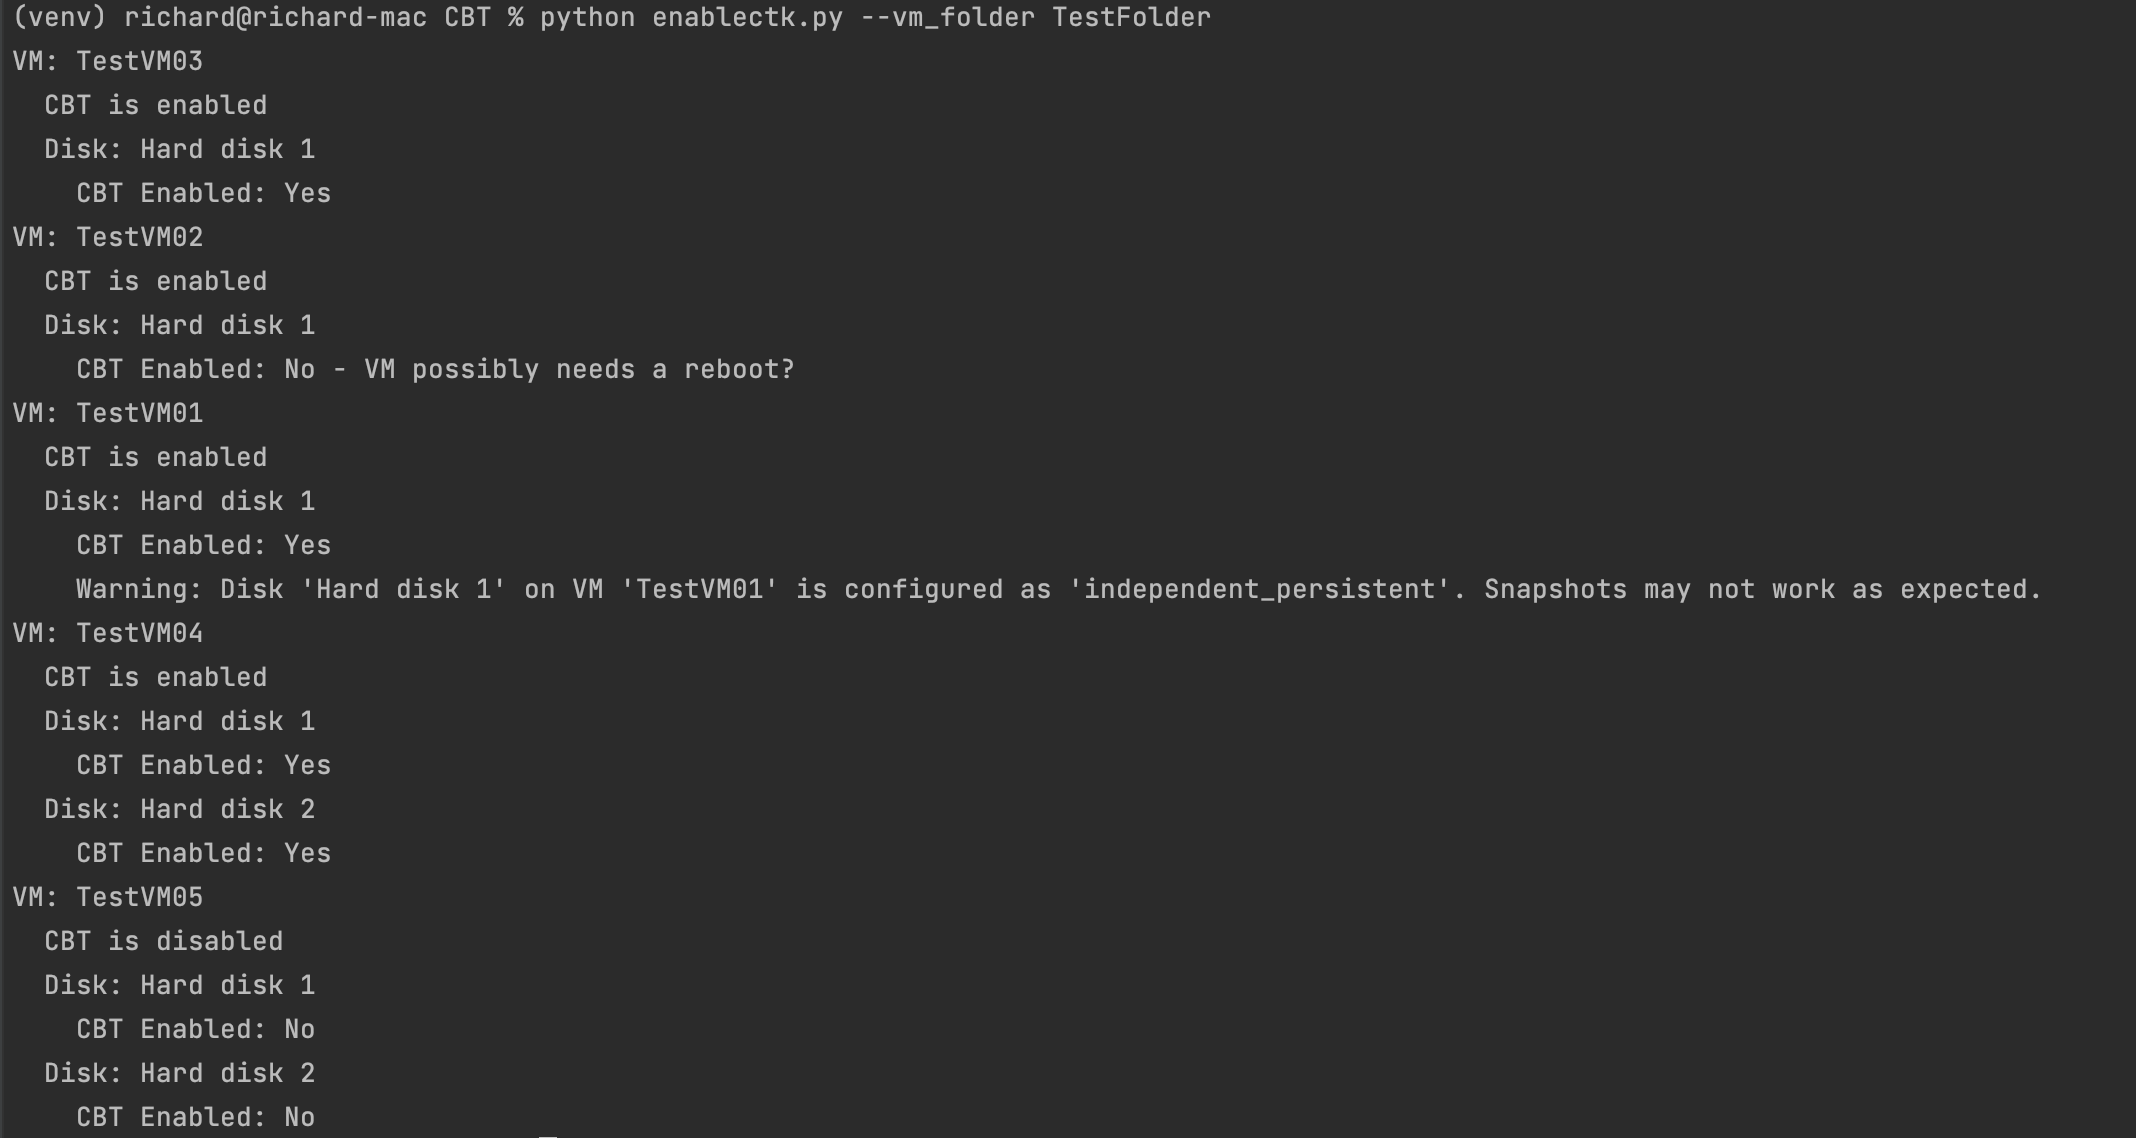 (venv) richard@richard-mac CBT % python enablectk.py --vm_folder TestFolder
VM: TestVM03
  CBT is enabled
  Disk: Hard disk 1
    CBT Enabled: Yes
VM: TestVM02
  CBT is enabled
  Disk: Hard disk 1
    CBT Enabled: No - VM possibly needs a reboot?
VM: TestVM01
  CBT is enabled
  Disk: Hard disk 1
    CBT Enabled: Yes
    Warning: Disk 'Hard disk 1' on VM 'TestVM01' is configured as 'independent_persistent'. Snapshots may not work as expected.
VM: TestVM04
  CBT is enabled
  Disk: Hard disk 1
    CBT Enabled: Yes
  Disk: Hard disk 2
    CBT Enabled: Yes
VM: TestVM05
  CBT is disabled
  Disk: Hard disk 1
    CBT Enabled: No
  Disk: Hard disk 2
    CBT Enabled: No